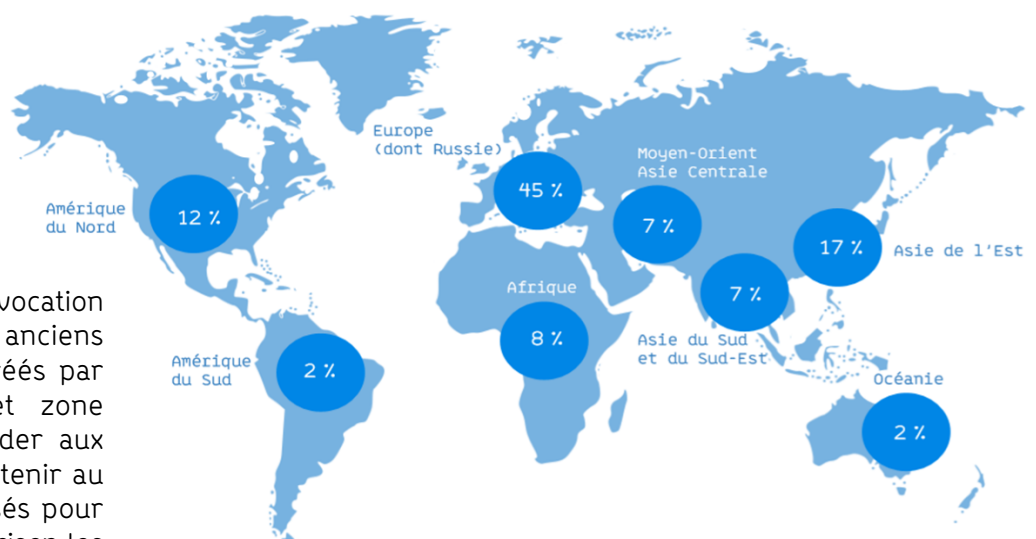 Europe
(dont Russie)
45 %
Moyen-Orient
Asie Centrale
7 %
Amérique
du Nord
12 %
17 %
Asie de l'Est
7 %
Afrique
8 %
Asie du Sud
et du Sud-Est
Amérique
du Sud
2 %
Océanie
2 %
vocation
anciens
éés par
et zone
der aux
tenir au
és pour